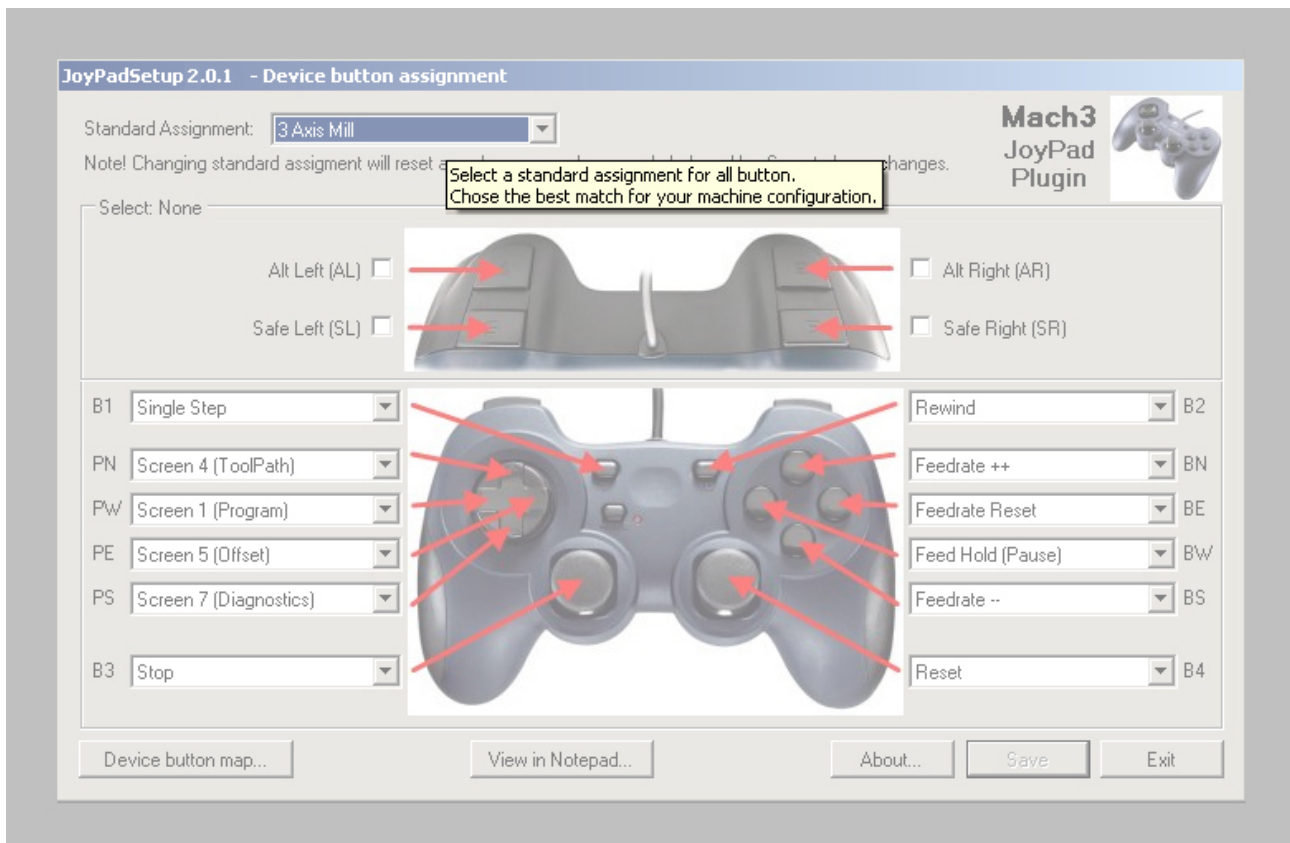 JoyPadSetup 2.0.1 - Device button assignment
Standard Assignment: 3 Axis Mill
Mach3
JoyPad
Plugin
Note! Changing standard assigment will reset
changes.
Select a standard assignment for all button.
Chose the best match for your machine configuration.
Select: None
Alt Left (AL)
Alt Right (AR)
Safe Left (SL)
Safe Right (SR)
B1 Single Step
Rewind B2
PN Screen 4 (ToolPath)
Feedrate ++ BN
PW Screen 1 (Program)
Feedrate Reset BE
PE Screen 5 (Offset)
Feed Hold (Pause) BW
PS Screen 7 (Diagnostics)
Feedrate -- BS
B3 Stop
Reset B4
Device button map...
View in Notepad...
About...
Save
Exit